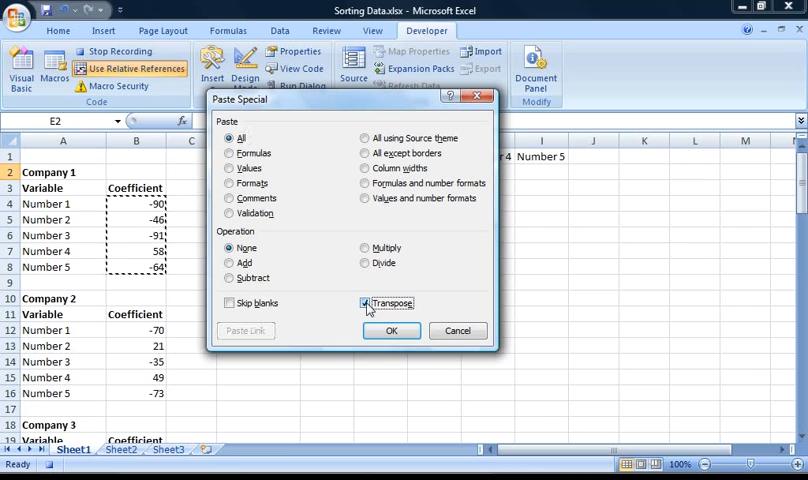 Sorting Data.xlsx - Microsoft Excel
Home Insert Page Layout Formulas Data Review View Developer
Visual Basic
Macros
Stop Recording
Use Relative References
Macro Security
Code
Insert
Design Mode
Properties
View Code
Run Dialog
Source
Map Properties
Expansion Packs
Refresh Data
Import
Export
Document Panel
Modify
E2
fx
A B C I J K L M
1 4 Number 5
2 Company 1
3 Variable Coefficient
4 Number 1 -90
5 Number 2 -46
6 Number 3 -91
7 Number 4 58
8 Number 5 -64
9
10 Company 2
11 Variable Coefficient
12 Number 1 -70
13 Number 2 21
14 Number 3 -35
15 Number 4 49
16 Number 5 -73
17
18 Company 3
19 Variable Coefficient
Paste Special
Paste
All
Formulas
Values
Formats
Comments
Validation
All using Source theme
All except borders
Column widths
Formulas and number formats
Values and number formats
Operation
None
Add
Subtract
Multiply
Divide
Skip blanks
Transpose
Paste Link
OK
Cancel
Sheet1 Sheet2 Sheet3
Ready 100%